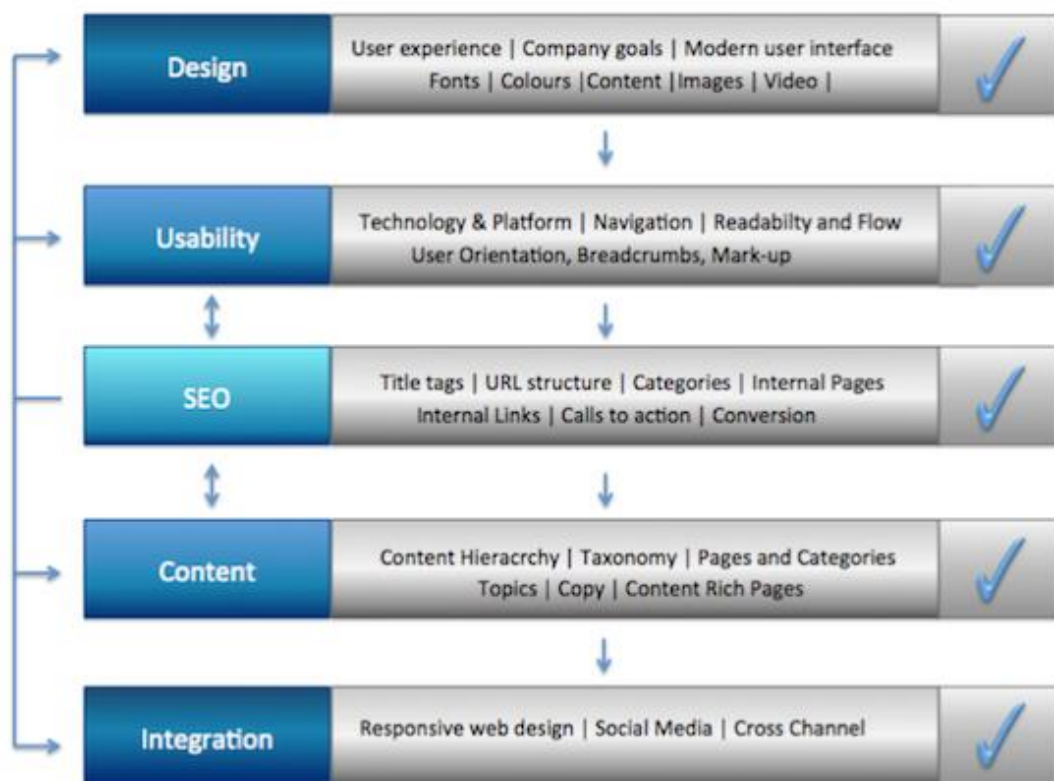 Design
User experience | Company goals | Modern user interface
Fonts | Colours |Content |Images | Video |
Usability
Technology & Platform | Navigation | Readabilty and Flow
User Orientation, Breadcrumbs, Mark-up
SEO
Title tags | URL structure | Categories | Internal Pages
Internal Links | Calls to action | Conversion
Content
Content Hieracrchy | Taxonomy | Pages and Categories
Topics | Copy | Content Rich Pages
Integration
Responsive web design | Social Media | Cross Channel